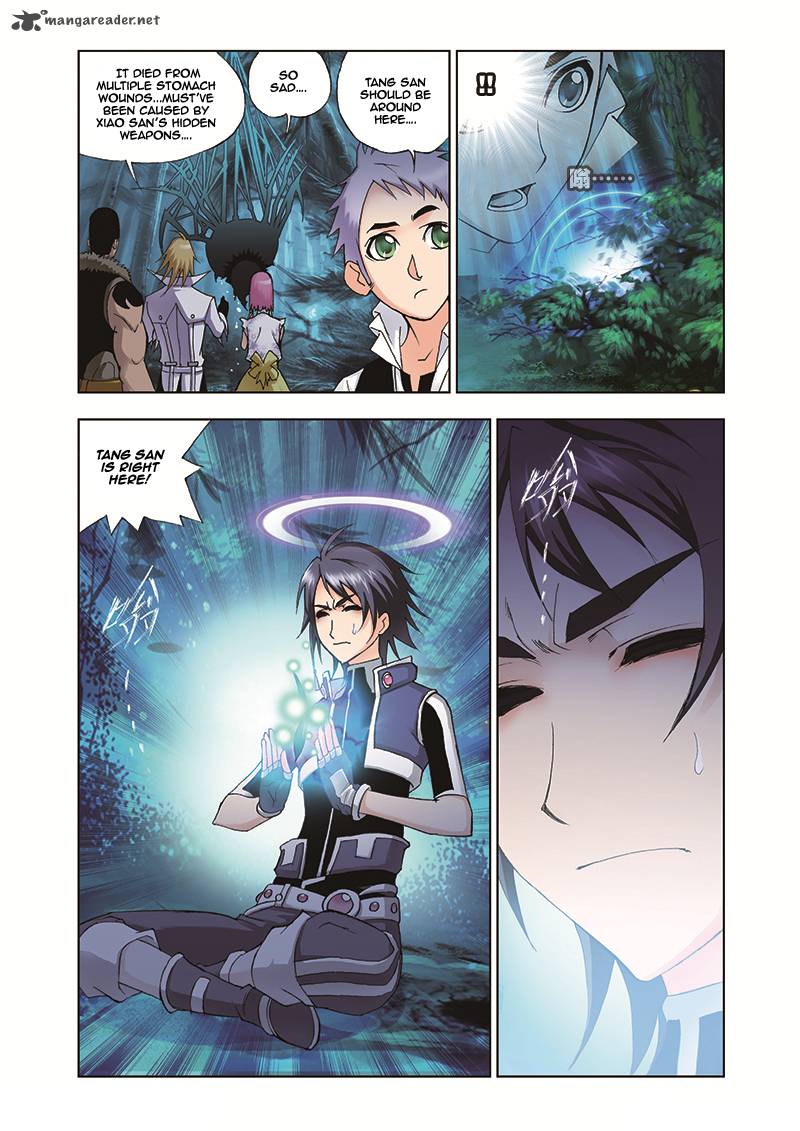 mangareader.net
IT DIED FROM
MULTIPLE STOMACH
WOUNDS...MUST'VE
BEEN CAUSED BY
XIAO SAN'S HIDDEN
WEAPONS....
SO
SAD....
TANG SAN
SHOULD BE
AROUND
HERE....
!!
TANG SAN
IS RIGHT
HERE!